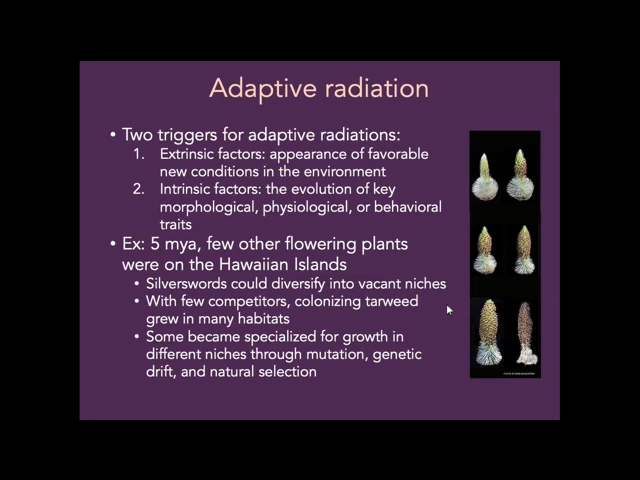 Adaptive radiation
• Two triggers for adaptive radiations:
1. Extrinsic factors: appearance of favorable
new conditions in the environment
2. Intrinsic factors: the evolution of key
morphological, physiological, or behavioral
traits
• Ex: 5 mya, few other flowering plants
were on the Hawaiian Islands
• Silverswords could diversify into vacant niches
• With few competitors, colonizing tarweed
grew in many habitats
• Some became specialized for growth in
different niches through mutation, genetic
drift, and natural selection